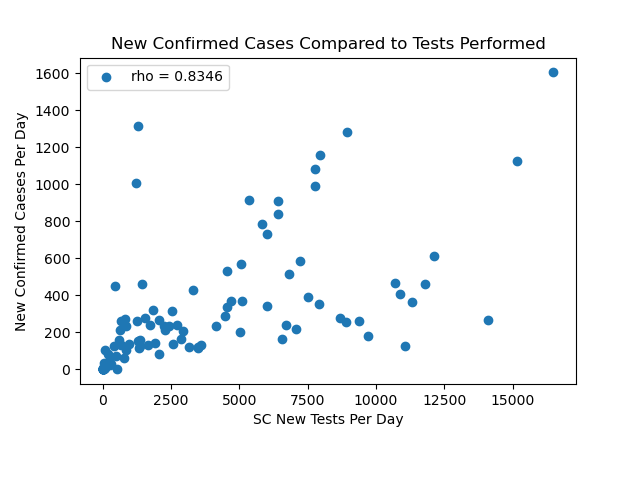 New Confirmed Cases Compared to Tests Performed
rho = 0.8346
New Confirmed Caeses Per Day
1600
1400
1200
1000
800
600
400
200
0
0 2500 5000 7500 10000 12500 15000
SC New Tests Per Day